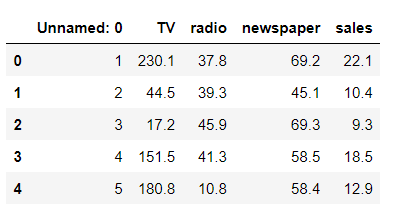 Unnamed: 0 TV radio newspaper sales
0 1 230.1 37.8 69.2 22.1
1 2 44.5 39.3 45.1 10.4
2 3 17.2 45.9 69.3 9.3
3 4 151.5 41.3 58.5 18.5
4 5 180.8 10.8 58.4 12.9